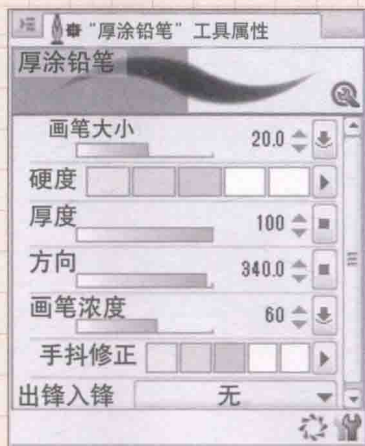 “厚涂铅笔”工具属性
厚涂铅笔
画笔大小 20.0
硬度
厚度 100
方向 340.0
画笔浓度 60
手抖修正
出锋入锋 无